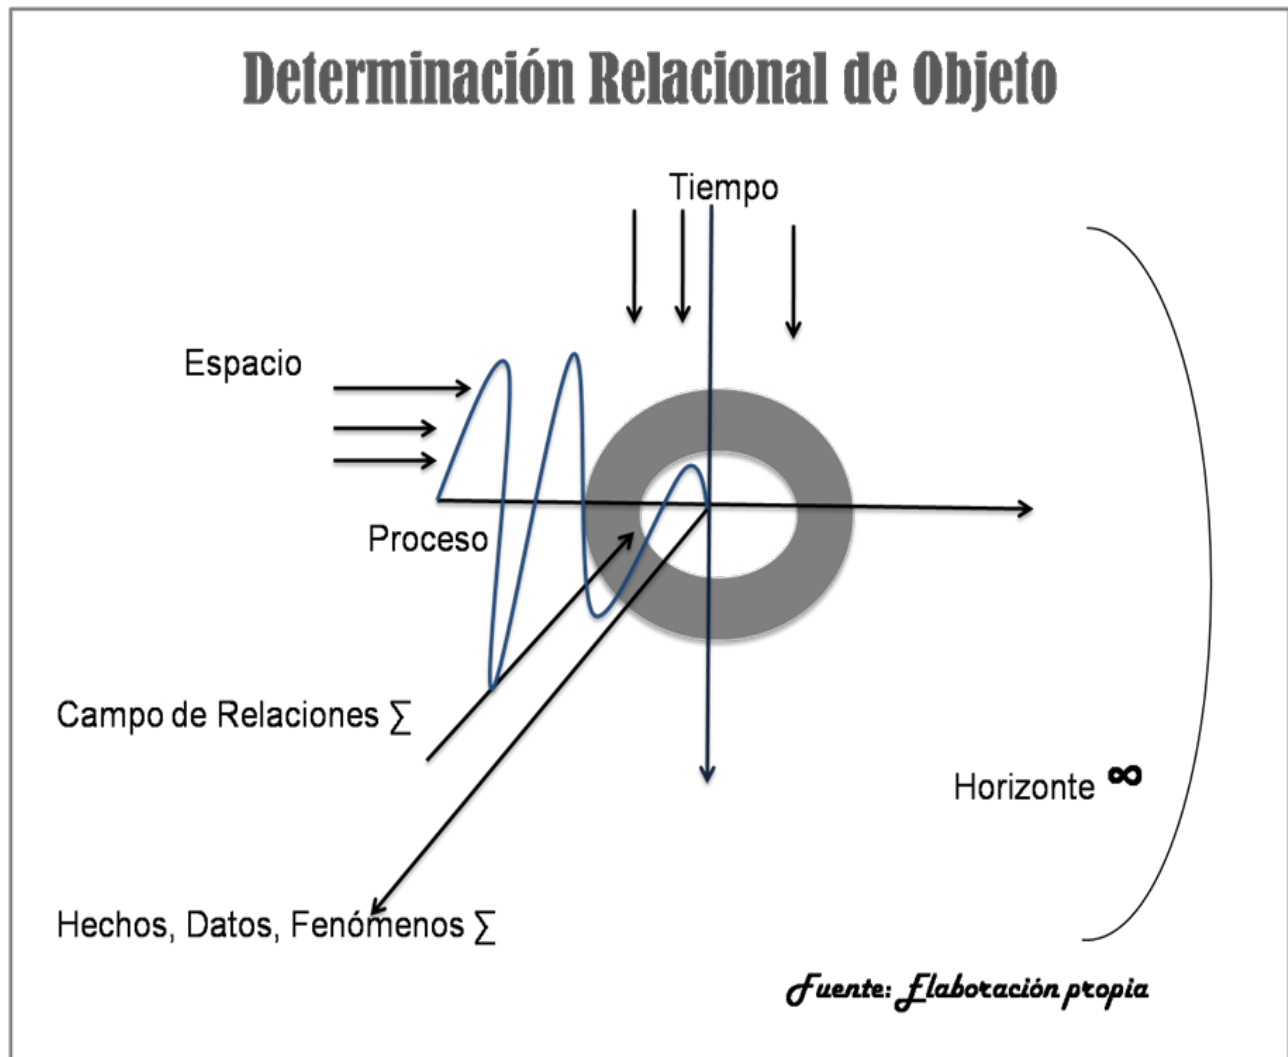 Determinación Relacional de Objeto
Tiempo
Espacio
Proceso
Campo de Relaciones ∑
Horizonte ∞
Hechos, Datos, Fenómenos ∑
Fuente: Elaboración propia